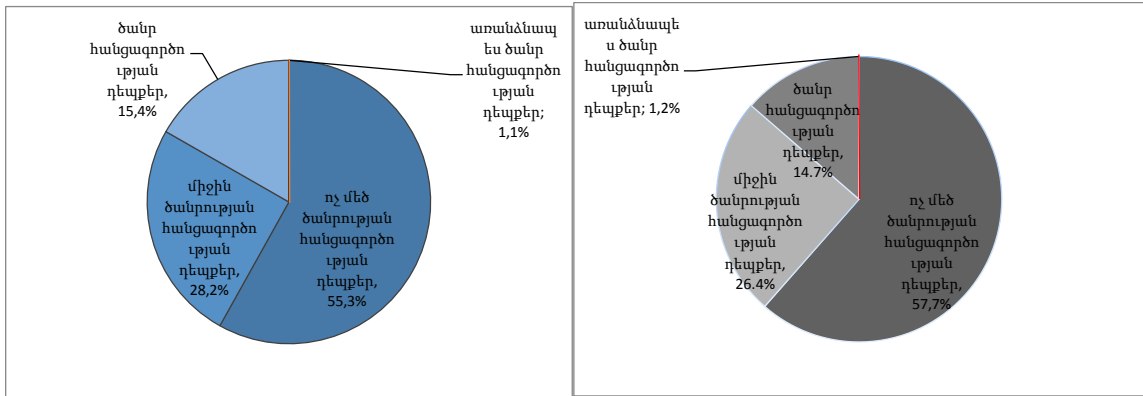 ծանր
հանցագործո
ւթյան
դեպքեր,
15,4%
առանձնապ
ես ծանր
հանցագործո
ւթյան
դեպքեր;
1,1%
միջին
ծանրության
հանցագործո
ւթյան
դեպքեր,
28,2%
ոչ մեծ
ծանրության
հանցագործո
ւթյան
դեպքեր,
55,3%
առանձնապե
ս ծանր
հանցագործո
ւթյան
դեպքեր; 1,2%
ծանր
հանցագործո
ւթյան
դեպքեր,
14.7%
միջին
ծանրության
հանցագործո
ւթյան
դեպքեր,
26.4%
ոչ մեծ
ծանրության
հանցագործո
ւթյան
դեպքեր,
57,7%